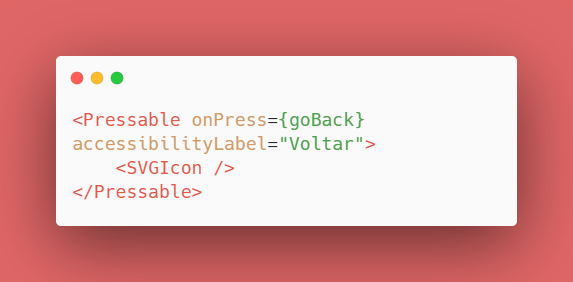 <Pressable onPress={goBack}
accessibilityLabel="Voltar">
    <SVGIcon />
</Pressable>